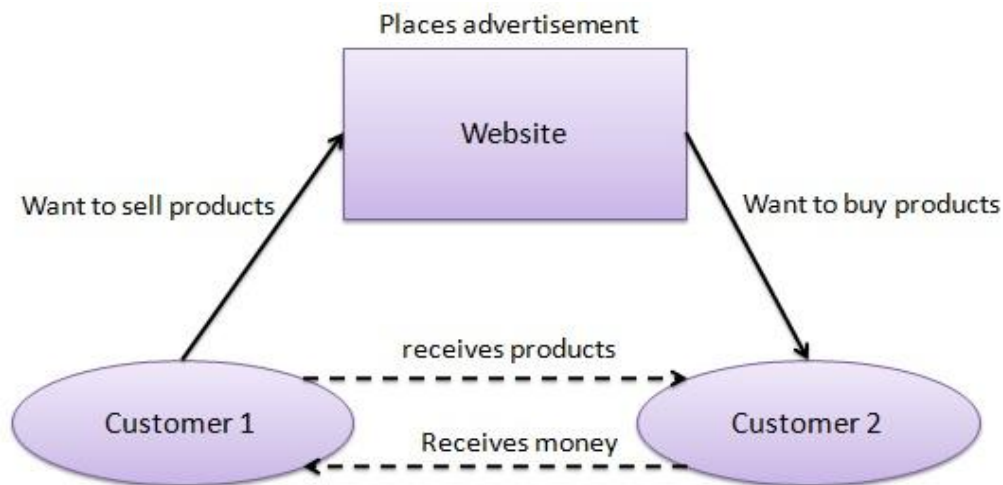 Places advertisement
Website
Want to sell products
Want to buy products
receives products
Customer 1
Customer 2
Receives money